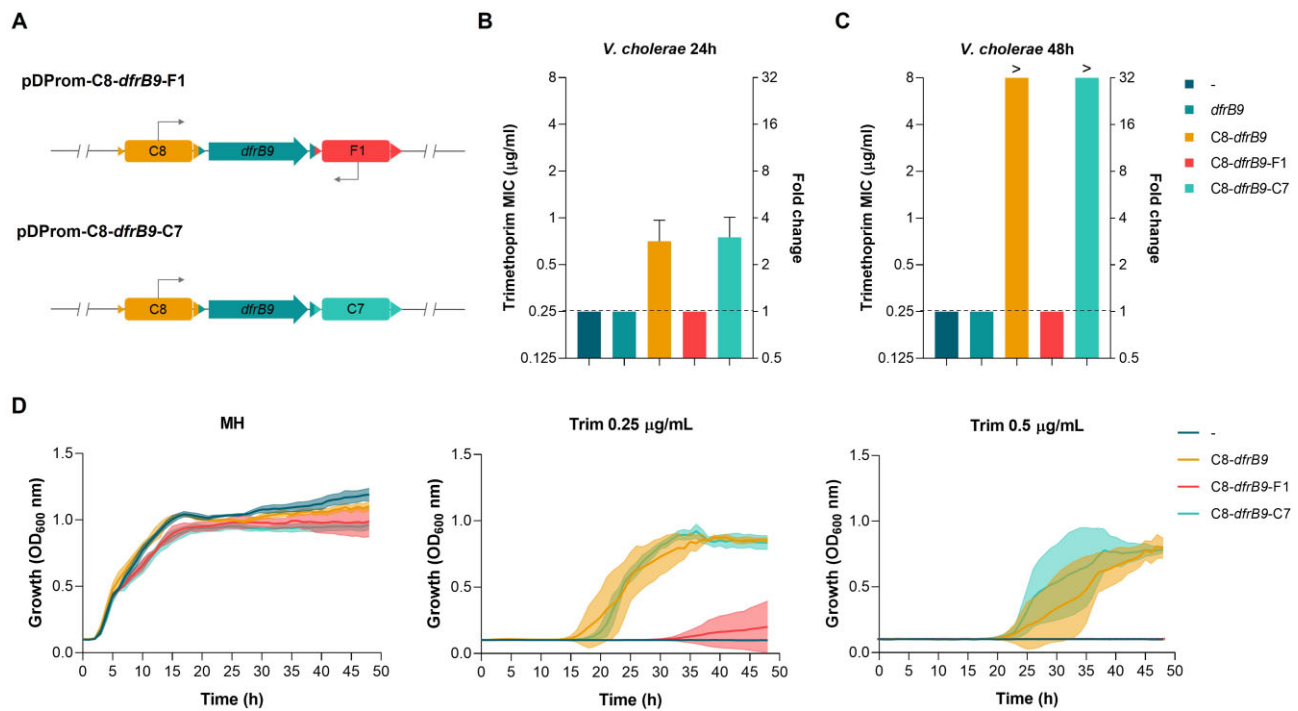 A
pDProm-C8-dfrB9-F1
C8
dfrB9
F1
pDProm-C8-dfrB9-C7
C8
dfrB9
C7
B
V. cholerae 24h
Trimethoprim MIC (µg/ml)
8
4
2
1
0.5
0.25
0.125
32
16
8
4
2
1
0.5
Fold change
C
V. cholerae 48h
> >
Trimethoprim MIC (µg/ml)
8
4
2
1
0.5
0.25
0.125
32
16
8
4
2
1
0.5
Fold change
-
dfrB9
C8-dfrB9
C8-dfrB9-F1
C8-dfrB9-C7
D
MH
Growth (OD600 nm)
1.5
1.0
0.5
0.0
0 5 10 15 20 25 30 35 40 45 50
Time (h)
Trim 0.25 µg/mL
Growth (OD600 nm)
1.5
1.0
0.5
0.0
0 5 10 15 20 25 30 35 40 45 50
Time (h)
Trim 0.5 µg/mL
Growth (OD600 nm)
1.5
1.0
0.5
0.0
0 5 10 15 20 25 30 35 40 45 50
Time (h)
-
C8-dfrB9
C8-dfrB9-F1
C8-dfrB9-C7